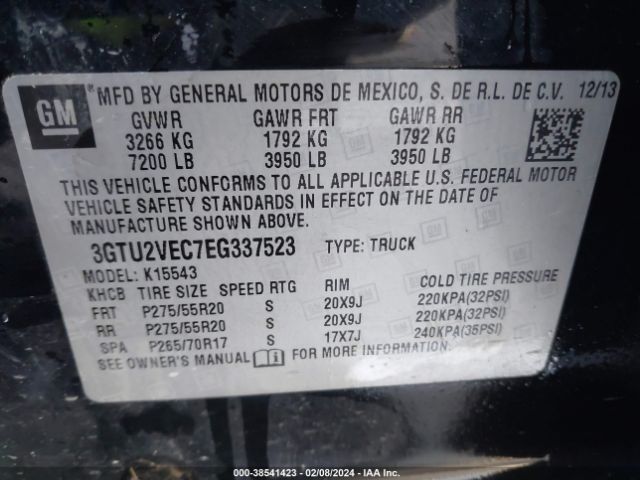 GM
MFD BY GENERAL MOTORS DE MEXICO, S. DE R.L. DE C.V. 12/13
GVWR GAWR FRT GAWR RR
3266 KG 1792 KG 1792 KG
7200 LB 3950 LB 3950 LB
THIS VEHICLE CONFORMS TO ALL APPLICABLE U.S. FEDERAL MOTOR
VEHICLE SAFETY STANDARDS IN EFFECT ON THE DATE OF
MANUFACTURE SHOWN ABOVE.
3GTU2VEC7EG337523 TYPE: TRUCK
MODEL: K15543
KHCB TIRE SIZE SPEED RTG RIM COLD TIRE PRESSURE
FRT P275/55R20 S 20X9J 220KPA(32PSI)
RR P275/55R20 S 20X9J 220KPA(32PSI)
SPA P265/70R17 S 17X7J 240KPA(35PSI)
SEE OWNER'S MANUAL FOR MORE INFORMATION.
000-38541423 - 02/08/2024 - IAA Inc.